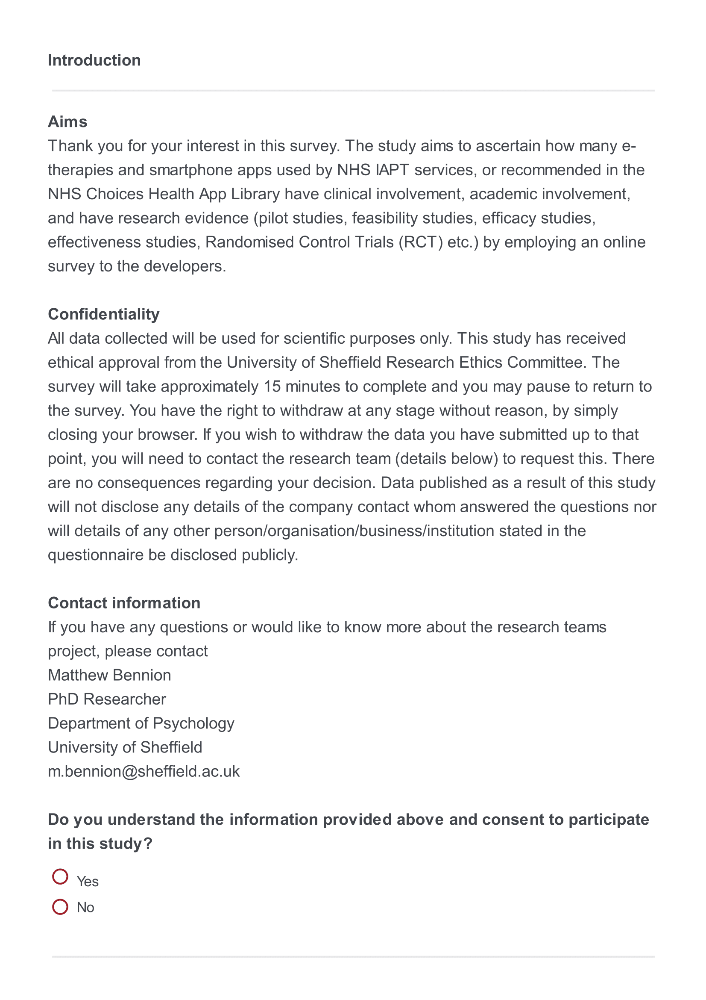 Introduction
Aims
Thank you for your interest in this survey. The study aims to ascertain how many e-
therapies and smartphone apps used by NHS IAPT services, or recommended in the
NHS Choices Health App Library have clinical involvement, academic involvement,
and have research evidence (pilot studies, feasibility studies, efficacy studies,
effectiveness studies, Randomised Control Trials (RCT) etc.) by employing an online
survey to the developers.
Confidentiality
All data collected will be used for scientific purposes only. This study has received
ethical approval from the University of Sheffield Research Ethics Committee. The
survey will take approximately 15 minutes to complete and you may pause to return to
the survey. You have the right to withdraw at any stage without reason, by simply
closing your browser. If you wish to withdraw the data you have submitted up to that
point, you will need to contact the research team (details below) to request this. There
are no consequences regarding your decision. Data published as a result of this study
will not disclose any details of the company contact whom answered the questions nor
will details of any other person/organisation/business/institution stated in the
questionnaire be disclosed publicly.
Contact information
If you have any questions or would like to know more about the research teams
project, please contact
Matthew Bennion
PhD Researcher
Department of Psychology
University of Sheffield
m.bennion@sheffield.ac.uk
Do you understand the information provided above and consent to participate
in this study?
Yes
No